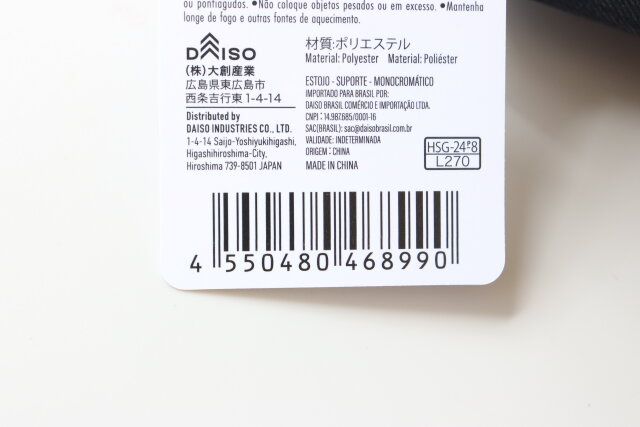 ou pontiagudas. •Não coloque objetos pesados ou em excesso. •Mantenha
longe de fogo e outras fontes de aquecimento.
DAISO
(株)大創産業
広島県東広島市
西条吉行東1-4-14
Distributed by
DAISO INDUSTRIES CO., LTD.
1-4-14 Saijo-Yoshiyukihigashi,
Higashihiroshima-City,
Hiroshima 739-8501 JAPAN
材質:ポリエステル
Material: Polyester Material: Poliéster
ESTOJO - SUPORTE - MONOCROMÁTICO
IMPORTADO PARA BRASIL POR:
DAISO BRASIL COMÉRCIO E IMPORTAÇÃO LTDA.
CNPJ : 14.987.685/0001-16
SAC(BRASIL) sac@daisobrasil.com.br
VALIDADE: INDETERMINADA
ORIGEM : CHINA
MADE IN CHINA
HSG-24 P8
L270
4 550480 468990